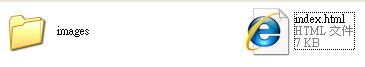 images
index.html
HTML 文件
7 KB